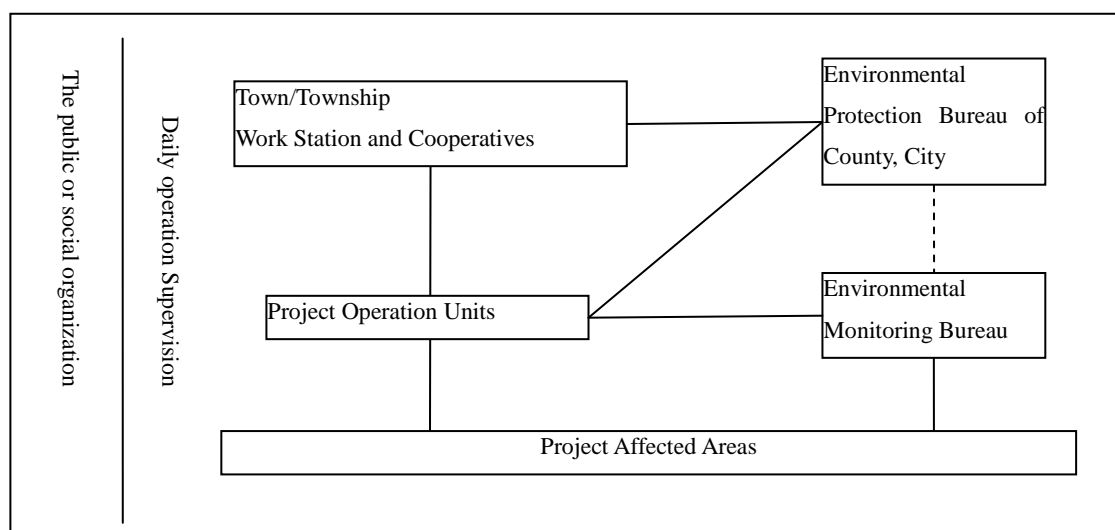 The public or social organization
Daily operation Supervision
Town/Township
Work Station and Cooperatives
Environmental
Protection Bureau of
County, City
Project Operation Units
Environmental
Monitoring Bureau
Project Affected Areas